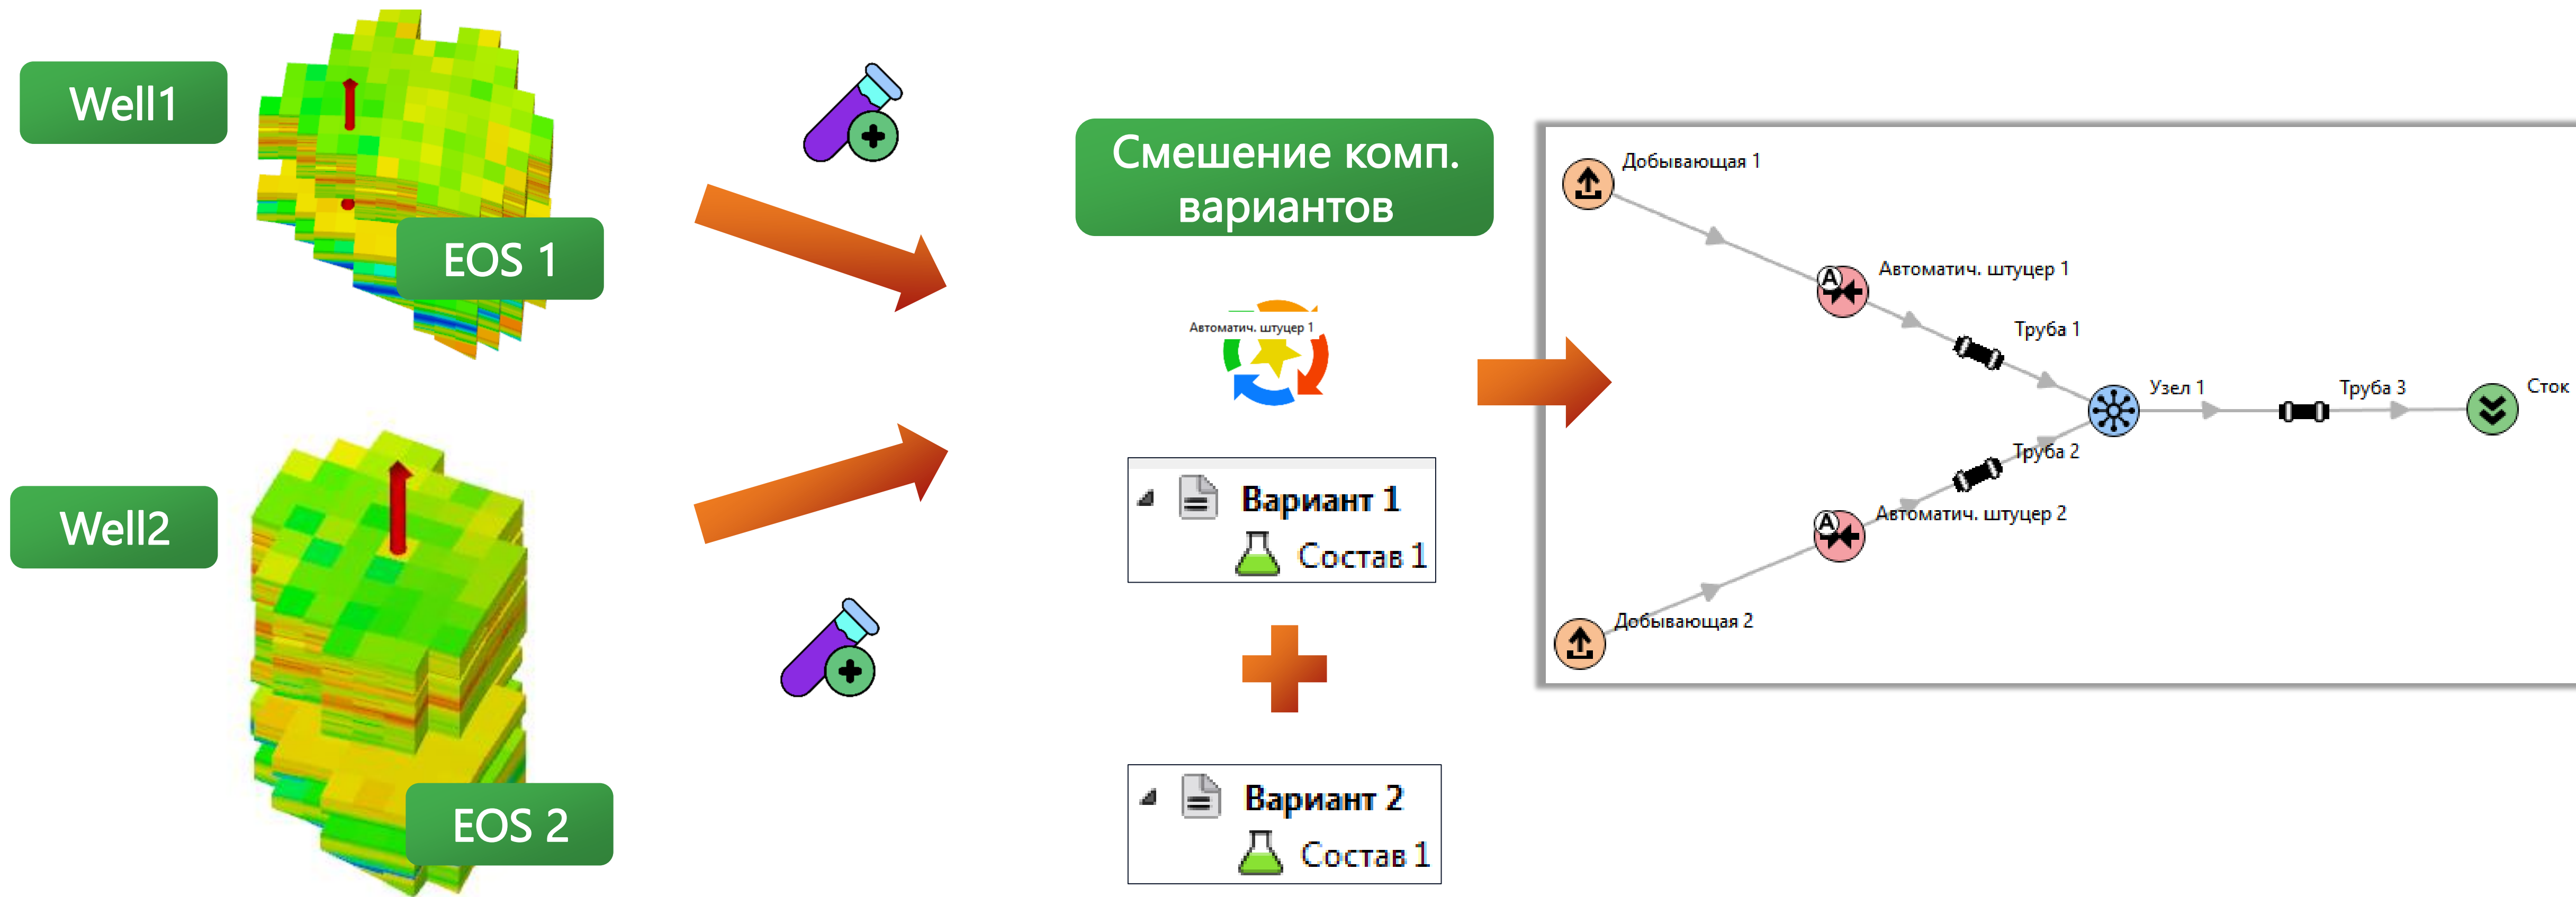 Well1
EOS 1
Well2
EOS 2
Смешение комп.
вариантов
Автоматич. штуцер 1
Вариант 1
Состав 1
Вариант 2
Состав 1
Добывающая 1
Автоматич. штуцер 1
Труба 1
Узел 1
Труба 3
Сток
Труба 2
Автоматич. штуцер 2
Добывающая 2